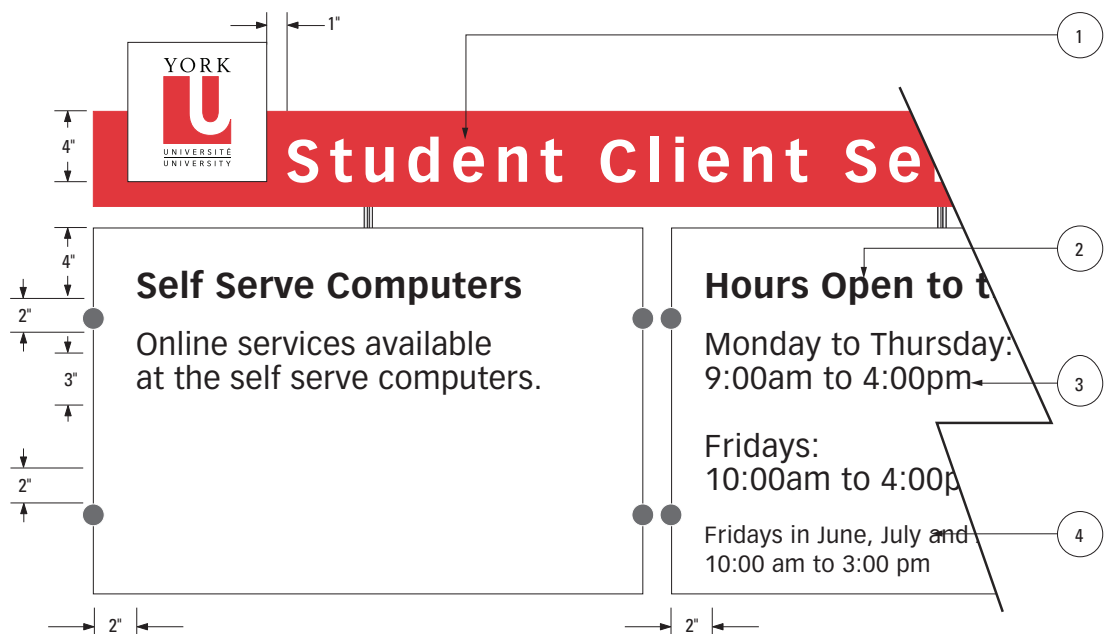 1"
1
YORK
U
UNIVERSITÉ
UNIVERSITY
4"
Student Client Se
4"
2
Self Serve Computers
Hours Open to t
2"
Online services available
at the self serve computers.
Monday to Thursday:
9:00am to 4:00pm
3"
3
Fridays:
10:00am to 4:00p
2"
Fridays in June, July and
10:00 am to 3:00 pm
4
2"
2"